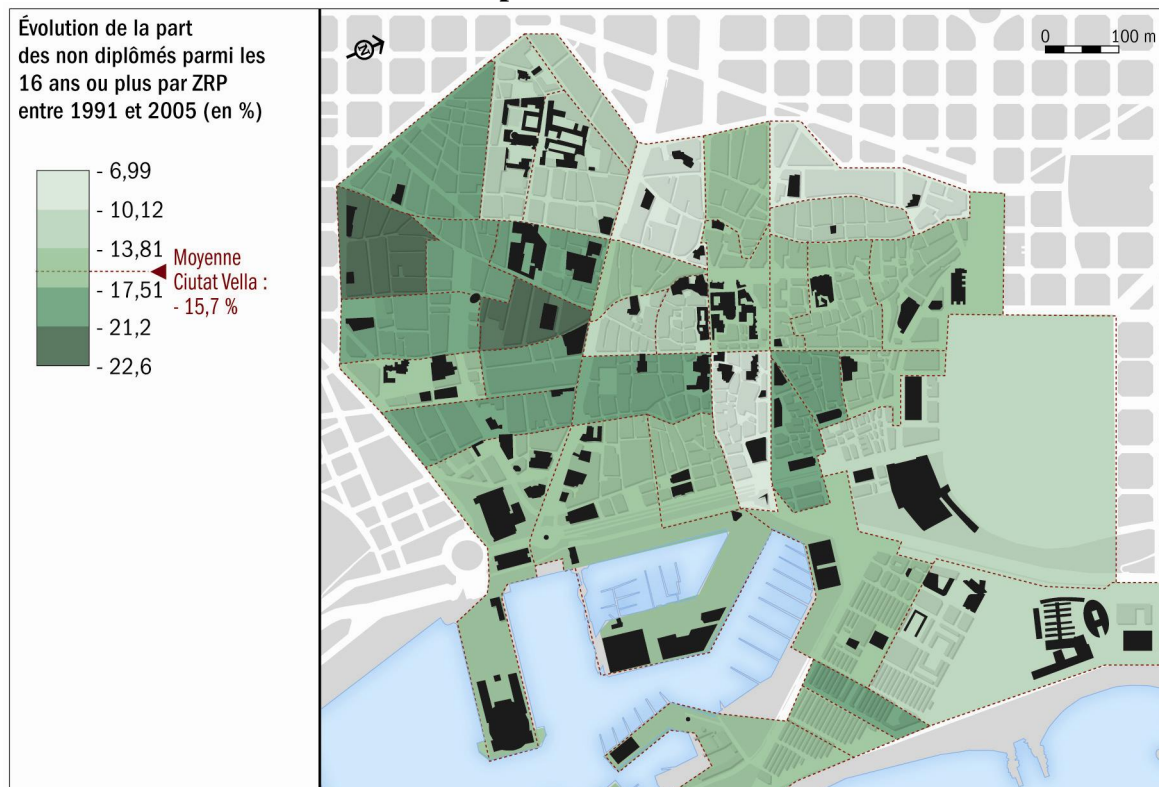 Évolution de la part
des non diplômés parmi les
16 ans ou plus par ZRP
entre 1991 et 2005 (en %)
- 6,99
- 10,12
- 13,81
- 17,51
- 21,2
- 22,6
Moyenne
Ciutat Vella :
- 15,7 %
N
0 100 m